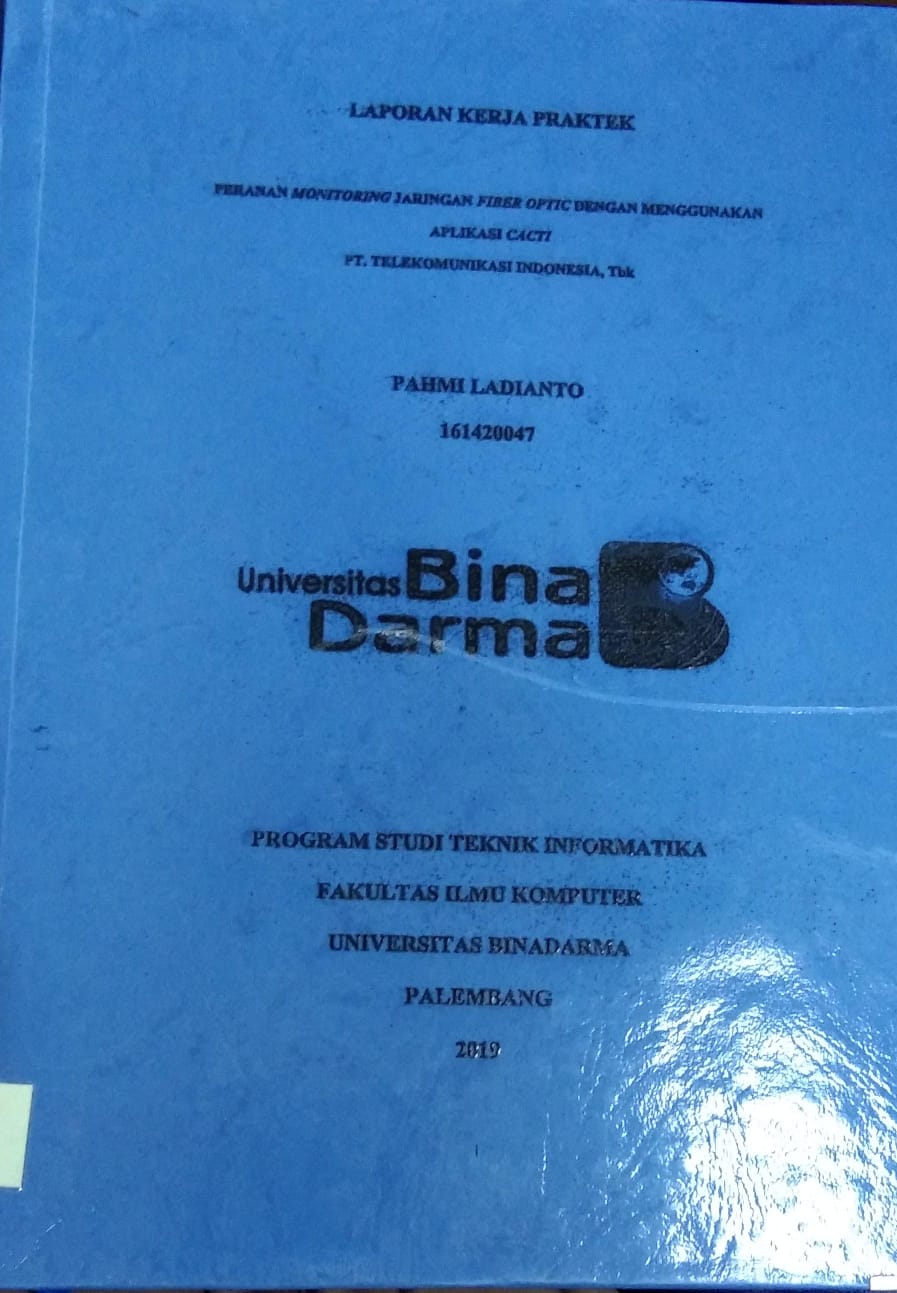 LAPORAN KERJA PRAKTEK
PERANAN MONITORING JARINGAN FIBER OPTIC DENGAN MENGGUNAKAN
APLIKASI CACTI
PT. TELEKOMUNIKASI INDONESIA, Tbk
PAHMI LADIANTO
161420047
Universitas Bina
Darma
PROGRAM STUDI TEKNIK INFORMATIKA
FAKULTAS ILMU KOMPUTER
UNIVERSITAS BINADARMA
PALEMBANG
2019